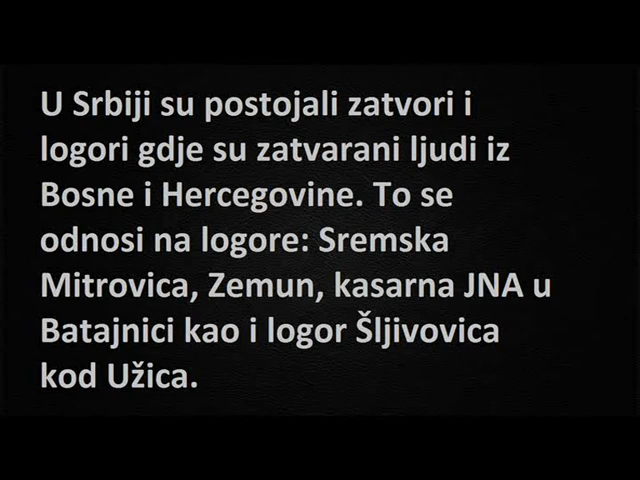 U Srbiji su postojali zatvori i
logori gdje su zatvarani ljudi iz
Bosne i Hercegovine. To se
odnosi na logore: Sremska
Mitrovica, Zemun, kasarna JNA u
Batajnici kao i logor Šljivovica
kod Užica.